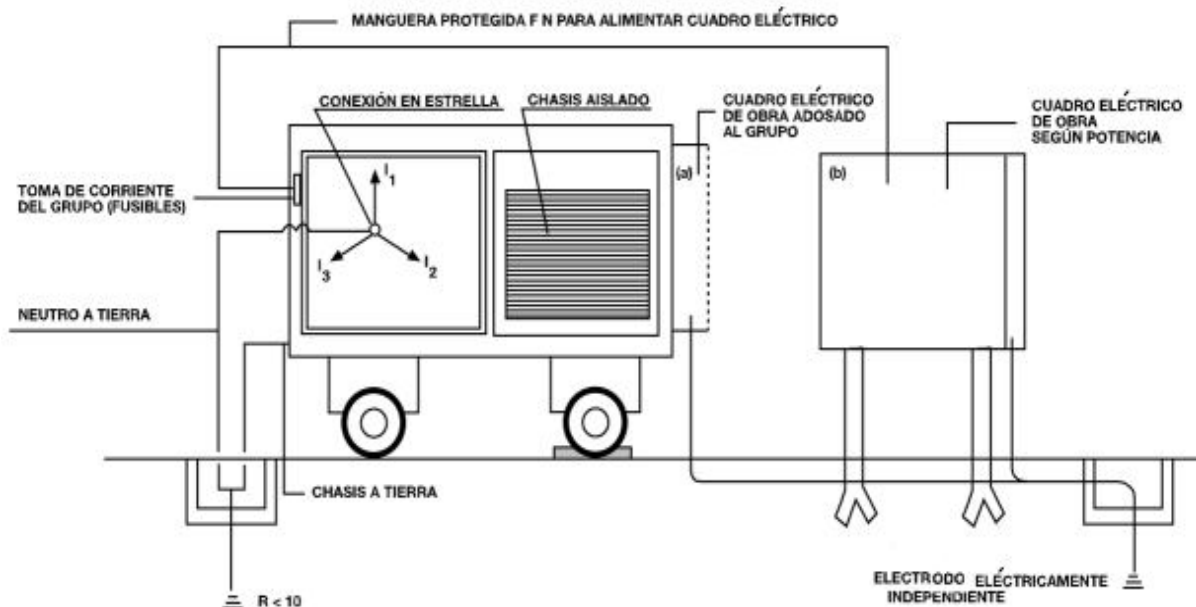 MANGUERA PROTEGIDA F N PARA ALIMENTAR CUADRO ELÉCTRICO
CONEXIÓN EN ESTRELLA
CHASIS AISLADO
CUADRO ELÉCTRICO
DE OBRA ADOSADO
AL GRUPO
CUADRO ELÉCTRICO
DE OBRA
SEGÚN POTENCIA
(a)
(b)
TOMA DE CORRIENTE
DEL GRUPO (FUSIBLES)
I1
I3
I2
NEUTRO A TIERRA
CHASIS A TIERRA
R < 10
ELECTRODO ELÉCTRICAMENTE
INDEPENDIENTE